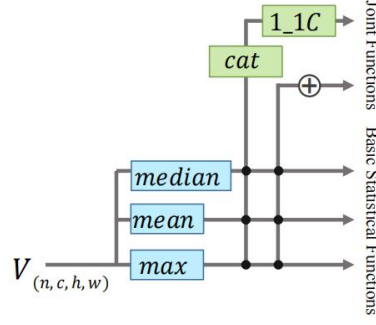 1_1C
cat
+
median
mean
max
V(n, c, h, w)
Joint Functions
Basic Statistical Functions